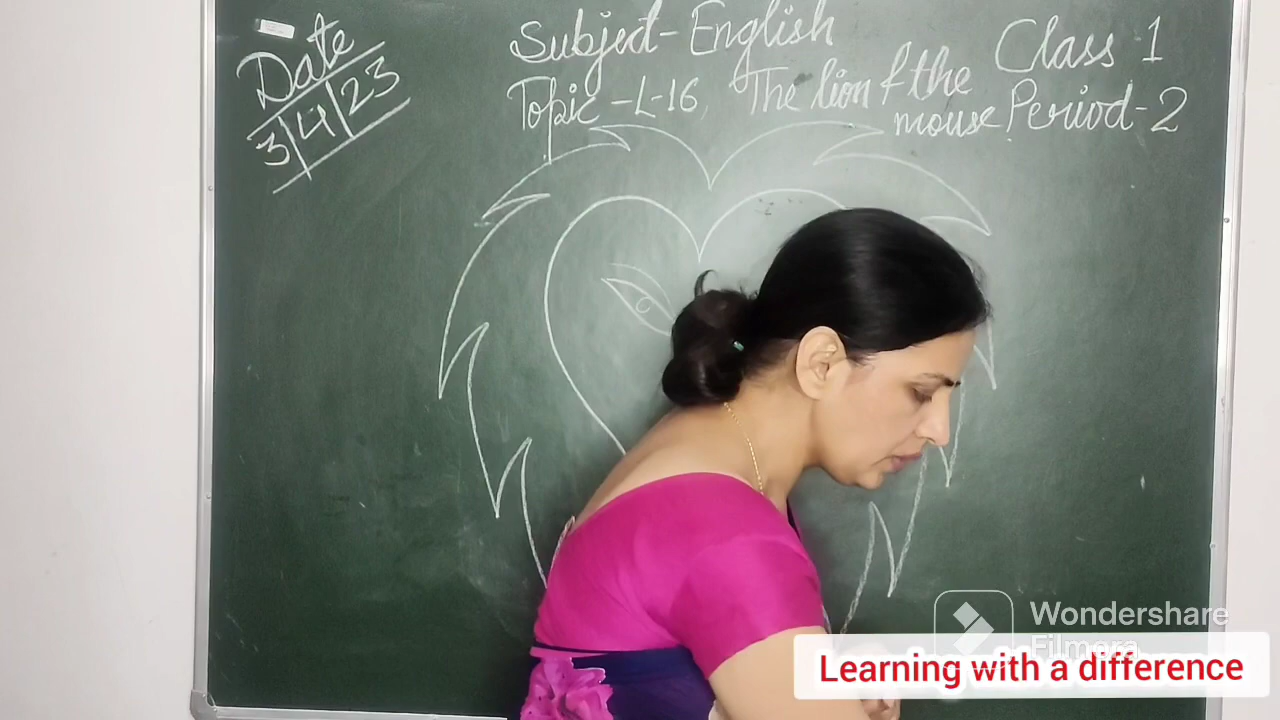 Date
3|4|23
Subject - English
Class 1
Topic - L-16, The lion & the
mouse
Period - 2
Wondershare
Filmora
Learning with a difference